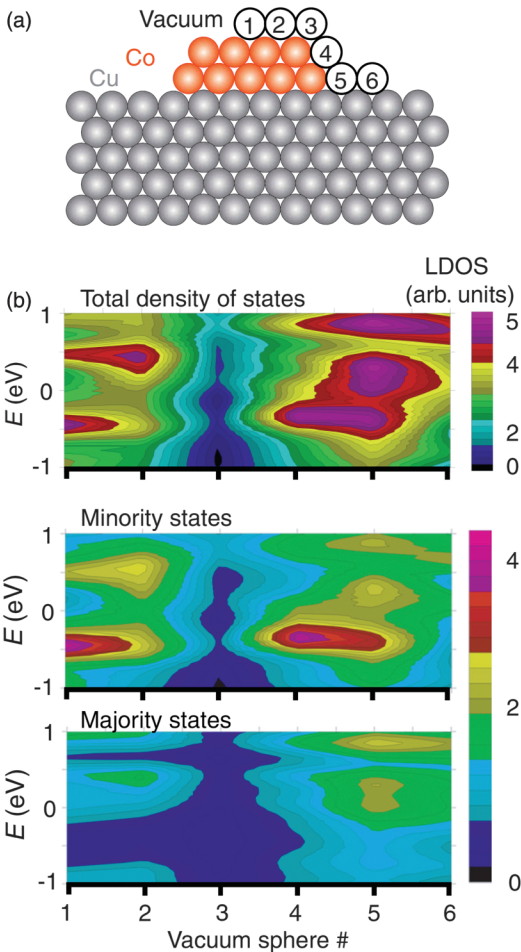 (a)
Vacuum 1 2 3
Co 4
Cu 5 6
LDOS
(arb. units)
(b)
Total density of states
1
0
-1
E (eV)
5
4
2
0
Minority states
1
0
-1
E (eV)
4
2
0
Majority states
1
0
-1
E (eV)
1 2 3 4 5 6
Vacuum sphere #